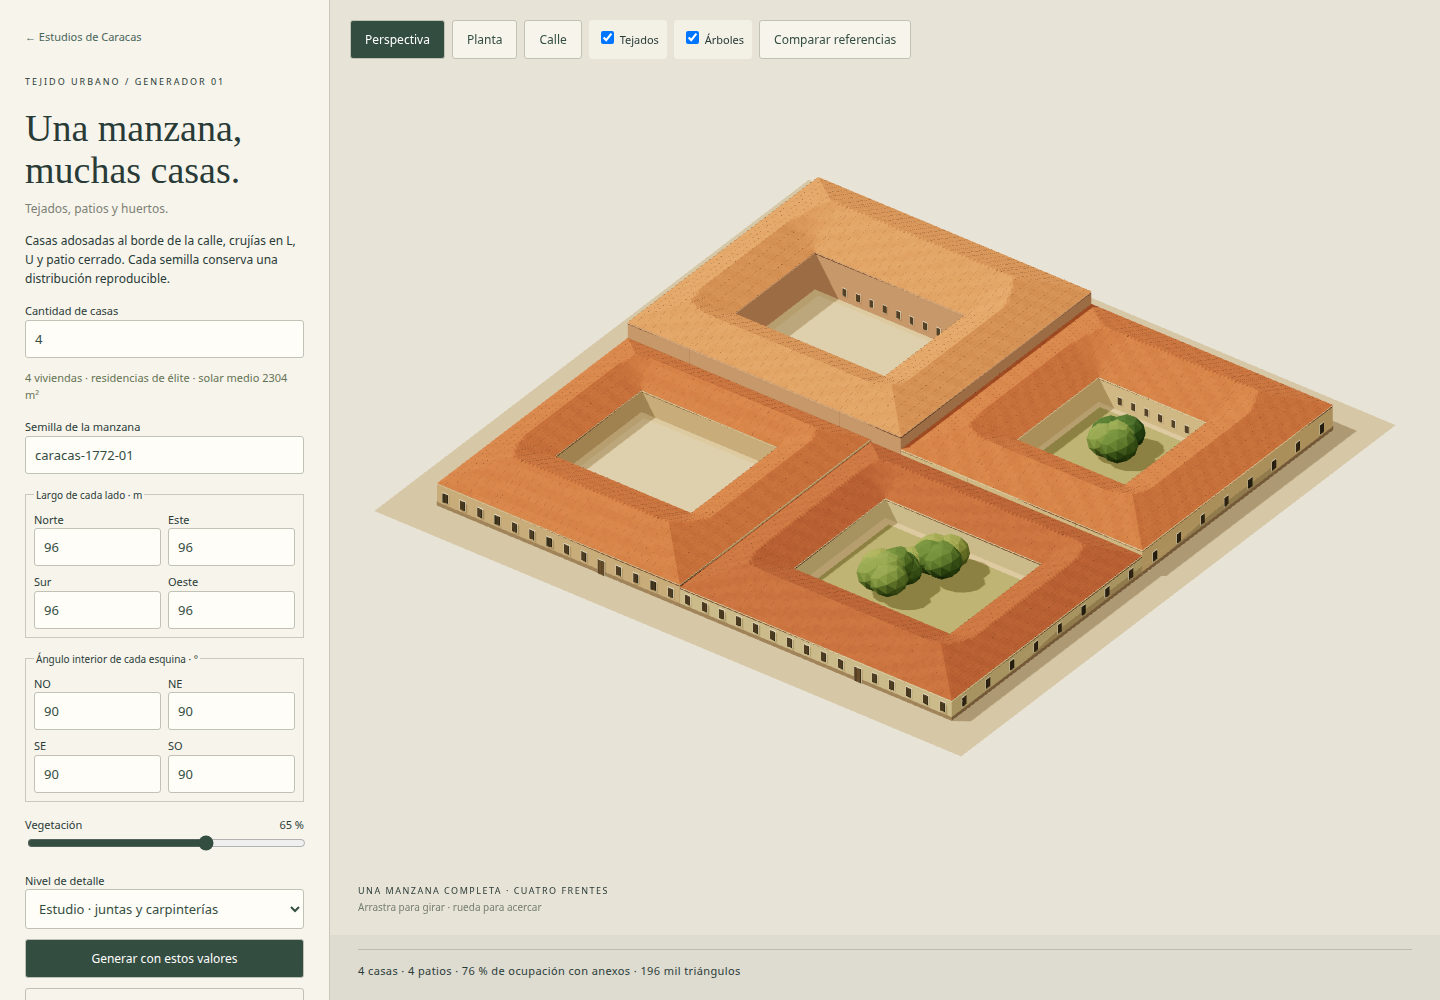 ← Estudios de Caracas
TEJIDO URBANO / GENERADOR 01
Una manzana,
muchas casas.
Tejados, patios y huertos.
Casas adosadas al borde de la calle, crujías en L,
U y patio cerrado. Cada semilla conserva una
distribución reproducible.
Cantidad de casas
4
4 viviendas · residencias de élite · solar medio 2304
m²
Semilla de la manzana
caracas-1772-01
Largo de cada lado · m
Norte
Este
96
96
Sur
Oeste
96
96
Ángulo interior de cada esquina · °
NO
NE
90
90
SE
SO
90
90
Vegetación
65 %
Nivel de detalle
Estudio · juntas y carpinterías
Generar con estos valores
Perspectiva
Planta
Calle
Tejados
Árboles
Comparar referencias
UNA MANZANA COMPLETA · CUATRO FRENTES
Arrastra para girar · rueda para acercar
4 casas · 4 patios · 76 % de ocupación con anexos · 196 mil triángulos